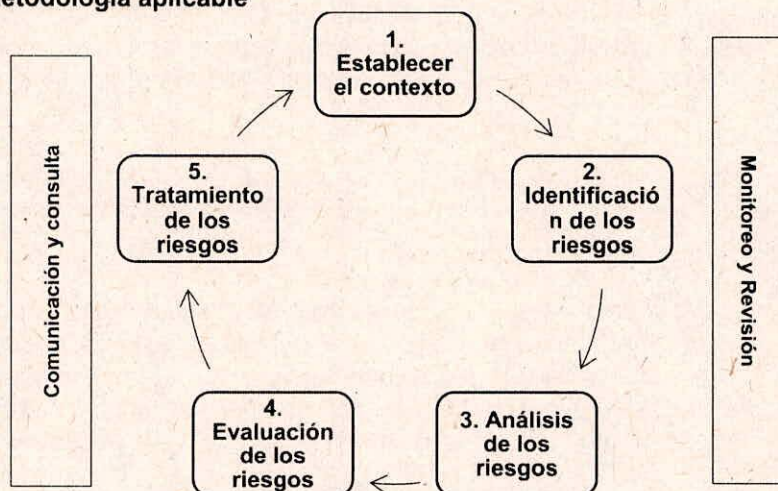 etodología aplicable
1.
Establecer
el contexto
2.
Identificació
n de los
riesgos
3. Análisis
de los
riesgos
4.
Evaluación
de los
riesgos
5.
Tratamiento
de los
riesgos
Comunicación y consulta
Monitoreo y Revisión